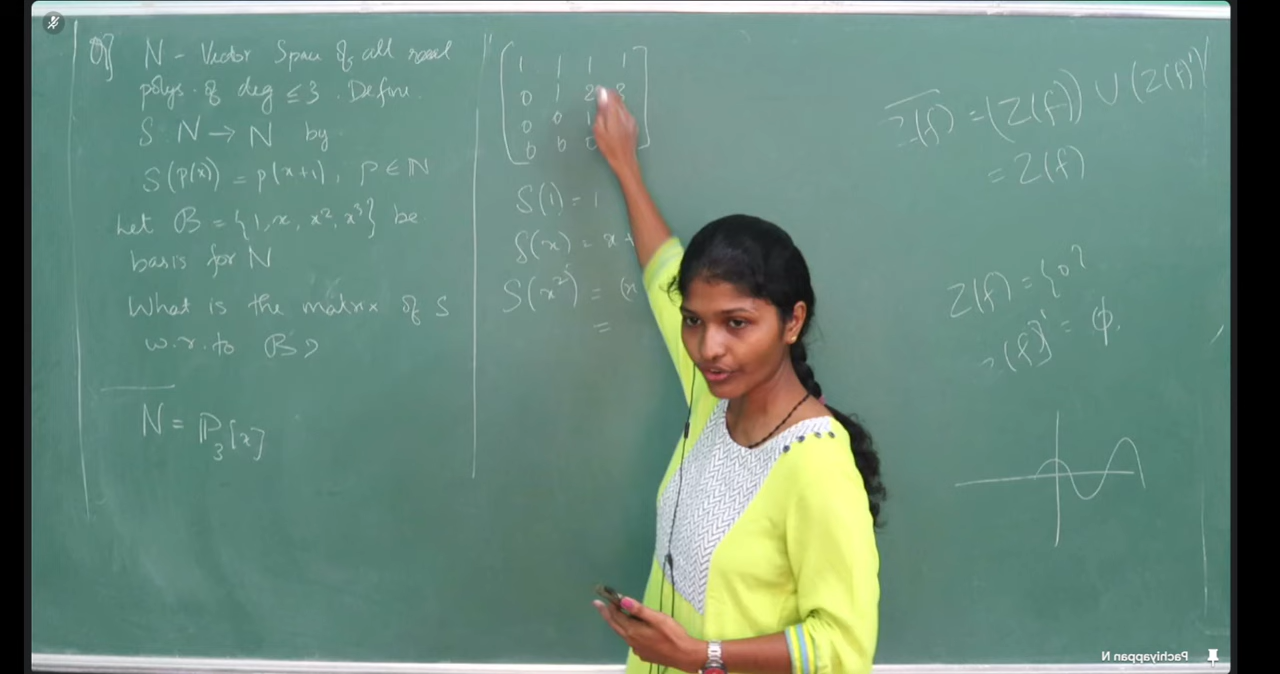 Q] N - Vector Space of all real
polys. of deg ≤ 3. Define
S: N → N by
S(p(x)) = p(x+1), p ∈ N
Let B = {1, x, x², x³} be
basis for N
What is the matrix of S
w.r.to B?
N = P₃[x]
1 1 1 1
0 1 2 3
0 0 1
0 0 0
S(1) = 1
S(x) = x+
S(x²) = (x
=
Z(f) = (Z(f)) ∪ (Z(f)')
= Z(f)
Z(f) = {0}
Z(f)' = ϕ.
Pachiyappan N